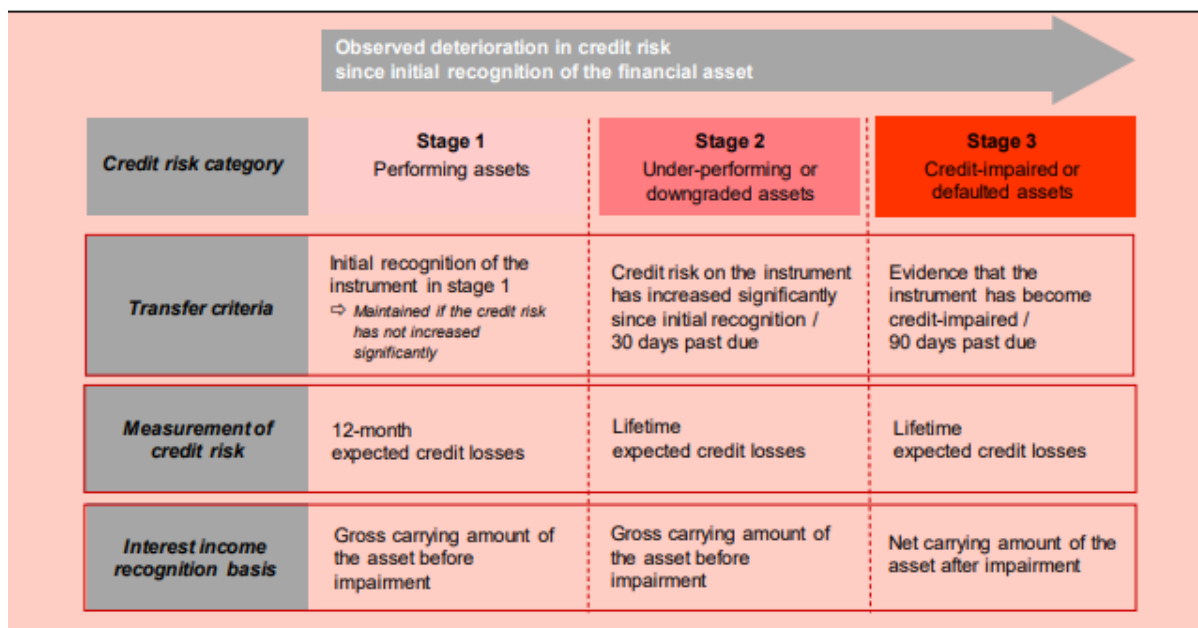 Observed deterioration in credit risk
since initial recognition of the financial asset
Credit risk category
Stage 1
Performing assets
Stage 2
Under-performing or
downgraded assets
Stage 3
Credit-impaired or
defaulted assets
Transfer criteria
Initial recognition of the
instrument in stage 1
⇨ Maintained if the credit risk
has not increased
significantly
Credit risk on the instrument
has increased significantly
since initial recognition /
30 days past due
Evidence that the
instrument has become
credit-impaired /
90 days past due
Measurement of
credit risk
12-month
expected credit losses
Lifetime
expected credit losses
Lifetime
expected credit losses
Interest income
recognition basis
Gross carrying amount of
the asset before
impairment
Gross carrying amount of
the asset before
impairment
Net carrying amount of the
asset after impairment